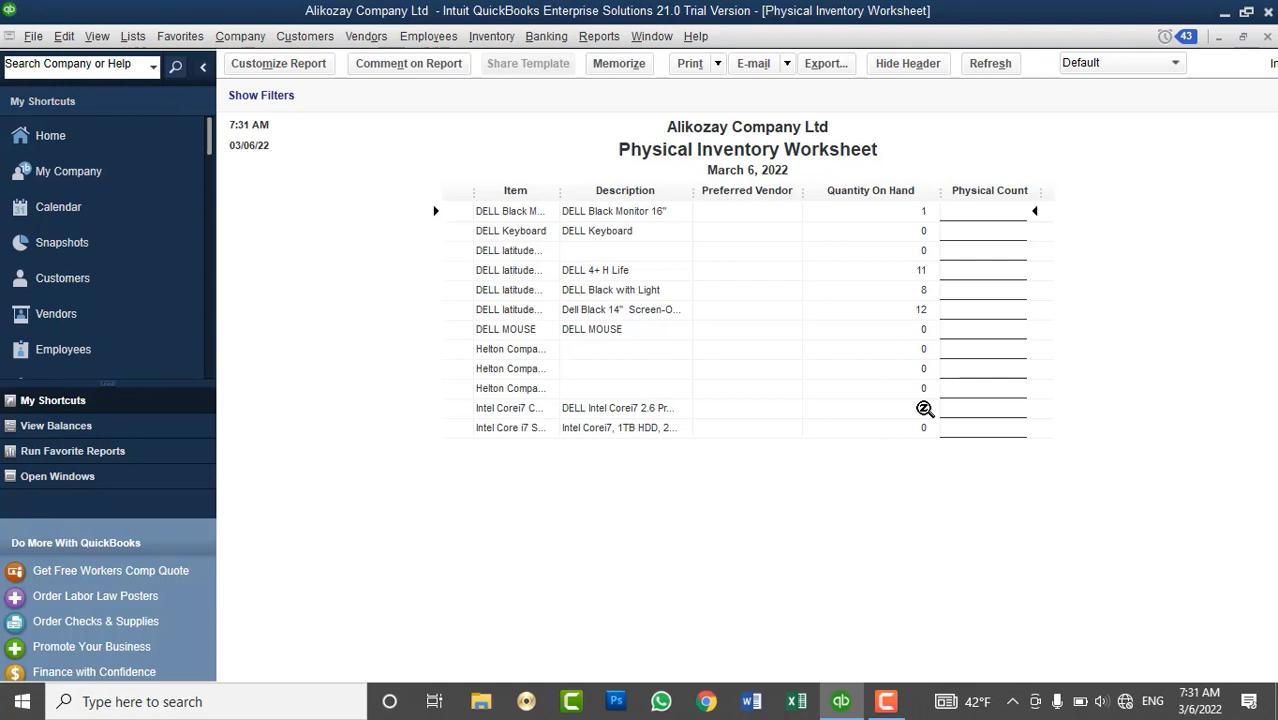 Alikozay Company Ltd - Intuit QuickBooks Enterprise Solutions 21.0 Trial Version - [Physical Inventory Worksheet]
File Edit View Lists Favorites Company Customers Vendors Employees Inventory Banking Reports Window Help 43
Search Company or Help
Customize Report Comment on Report Share Template Memorize Print E-mail Export... Hide Header Refresh Default
My Shortcuts
Show Filters
Home
My Company
Calendar
Snapshots
Customers
Vendors
Employees
My Shortcuts
View Balances
Run Favorite Reports
Open Windows
Do More With QuickBooks
Get Free Workers Comp Quote
Order Labor Law Posters
Order Checks & Supplies
Promote Your Business
Finance with Confidence
7:31 AM
03/06/22
Alikozay Company Ltd
Physical Inventory Worksheet
March 6, 2022
Item Description Preferred Vendor Quantity On Hand Physical Count
DELL Black M... DELL Black Monitor 16" 1
DELL Keyboard DELL Keyboard 0
DELL latitude... 0
DELL latitude... DELL 4+ H Life 11
DELL latitude... DELL Black with Light 8
DELL latitude... Dell Black 14" Screen-O... 12
DELL MOUSE DELL MOUSE 0
Helton Compa... 0
Helton Compa... 0
Helton Compa... 0
Intel Corei7 C... DELL Intel Corei7 2.6 Pr...
Intel Core i7 S... Intel Corei7, 1TB HDD, 2... 0
Type here to search
42°F
ENG
7:31 AM
3/6/2022